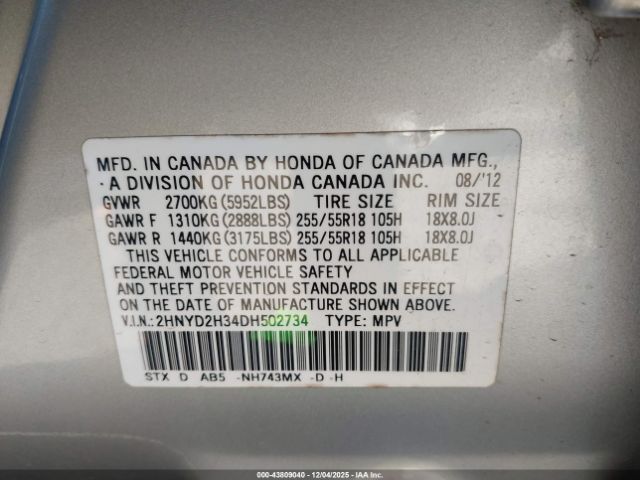 MFD. IN CANADA BY HONDA OF CANADA MFG.,
A DIVISION OF HONDA CANADA INC. 08/'12
GVWR 2700KG(5952LBS) TIRE SIZE RIM SIZE
GAWR F 1310KG(2888LBS) 255/55R18 105H 18X8.0J
GAWR R 1440KG(3175LBS) 255/55R18 105H 18X8.0J
THIS VEHICLE CONFORMS TO ALL APPLICABLE
FEDERAL MOTOR VEHICLE SAFETY
AND THEFT PREVENTION STANDARDS IN EFFECT
ON THE DATE OF MANUFACTURE SHOWN ABOVE.
V.I.N.:2HNYD2H34DH502734 TYPE: MPV
STX D AB5 -NH743MX -D -H
000-43809040 - 12/04/2025 - IAA Inc.